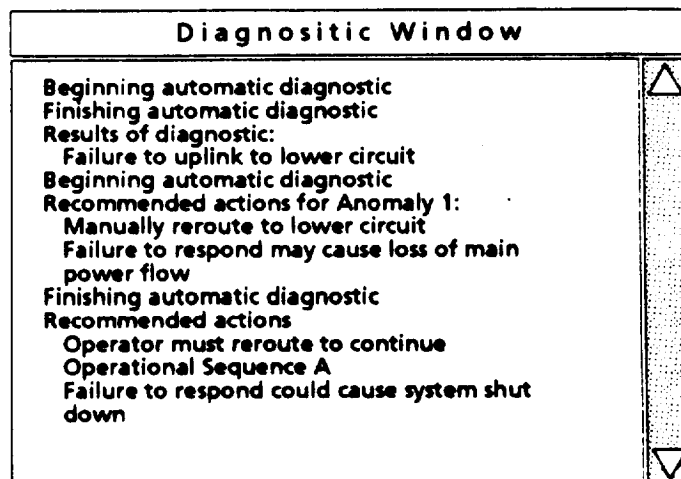 Diagnositic Window
Beginning automatic diagnostic
Finishing automatic diagnostic
Results of diagnostic:
Failure to uplink to lower circuit
Beginning automatic diagnostic
Recommended actions for Anomaly 1:
Manually reroute to lower circuit
Failure to respond may cause loss of main
power flow
Finishing automatic diagnostic
Recommended actions
Operator must reroute to continue
Operational Sequence A
Failure to respond could cause system shut
down